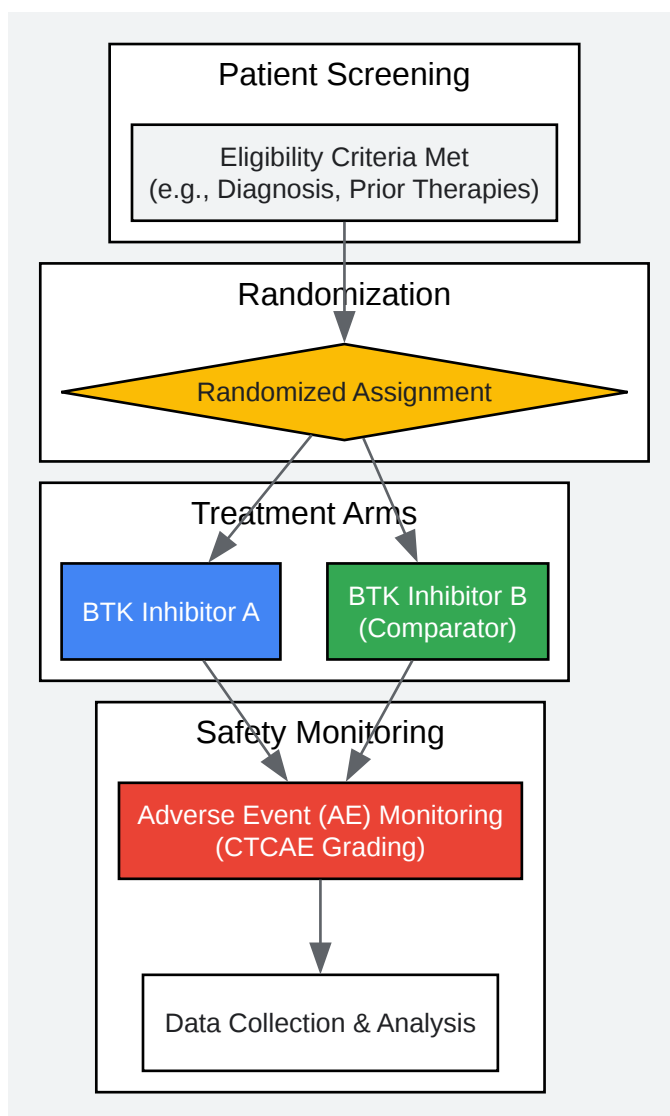 Patient Screening
Eligibility Criteria Met
(e.g., Diagnosis, Prior Therapies)
Randomization
Randomized Assignment
Treatment Arms
BTK Inhibitor A
BTK Inhibitor B
(Comparator)
Safety Monitoring
Adverse Event (AE) Monitoring
(CTCAE Grading)
Data Collection & Analysis